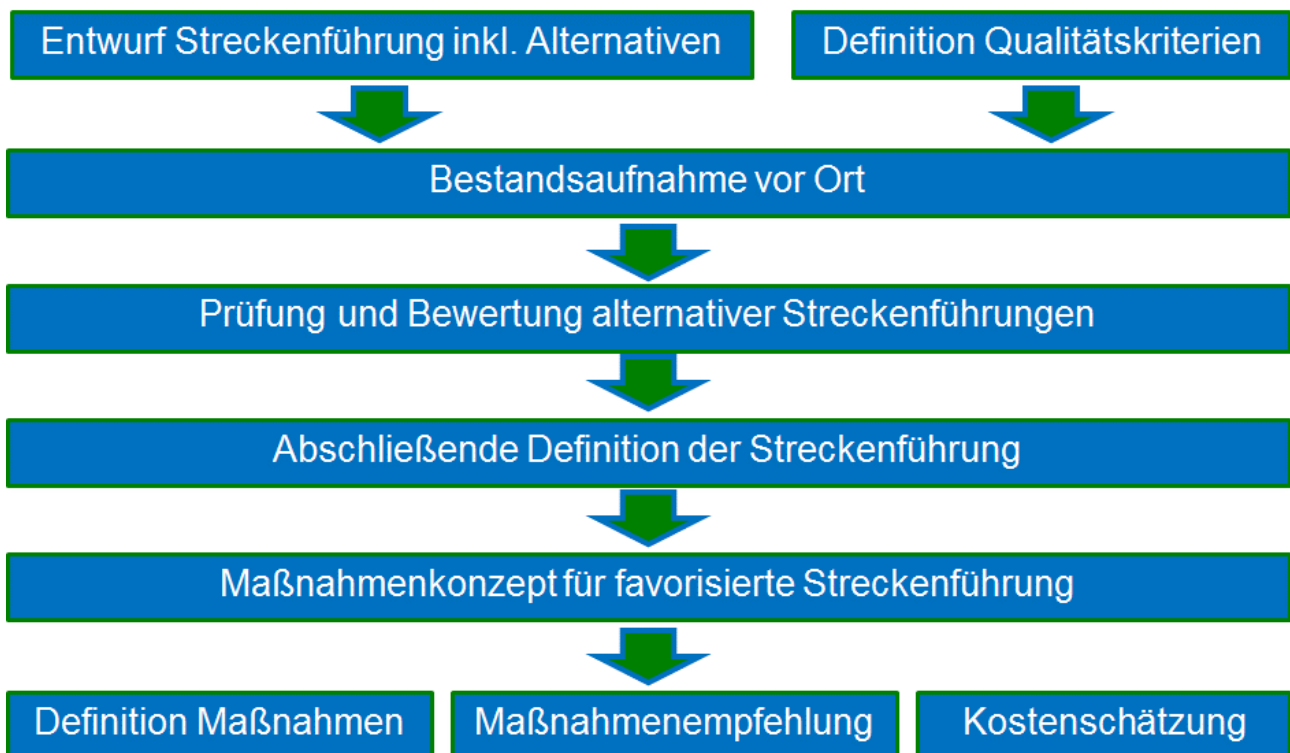 Entwurf Streckenführung inkl. Alternativen
Definition Qualitätskriterien
Bestandsaufnahme vor Ort
Prüfung und Bewertung alternativer Streckenführungen
Abschließende Definition der Streckenführung
Maßnahmenkonzept für favorisierte Streckenführung
Definition Maßnahmen
Maßnahmenempfehlung
Kostenschätzung